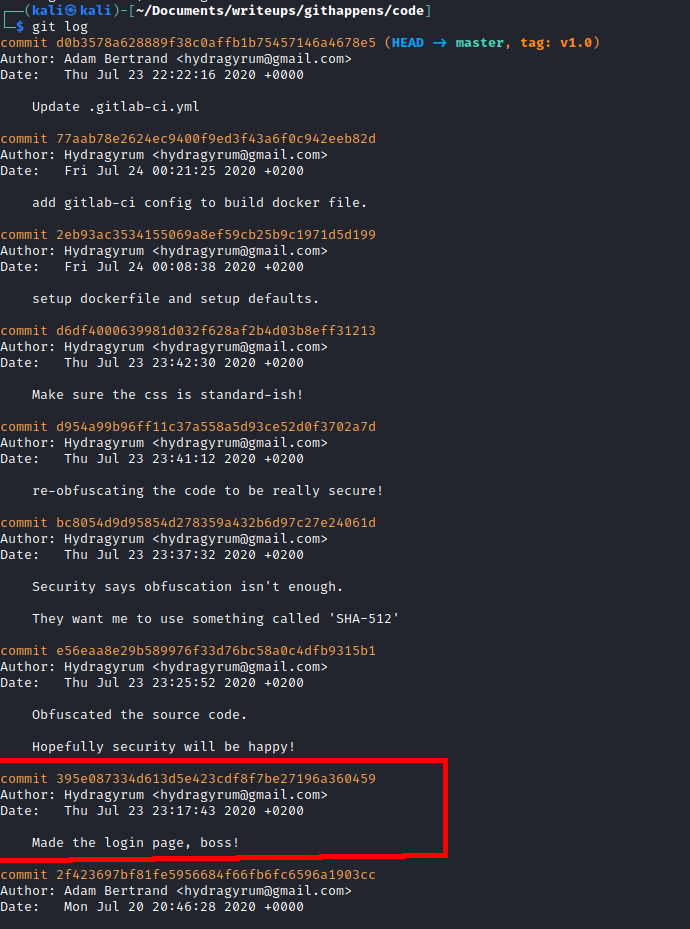 (kali㉿kali)-[~/Documents/writeups/githappens/code]
$ git log
commit d0b3578a628889f38c0affb1b75457146a4678e5 (HEAD -> master, tag: v1.0)
Author: Adam Bertrand <hydragyrum@gmail.com>
Date:   Thu Jul 23 22:22:16 2020 +0000
Update .gitlab-ci.yml
commit 77aab78e2624ec9400f9ed3f43a6f0c942eeb82d
Author: Hydragyrum <hydragyrum@gmail.com>
Date:   Fri Jul 24 00:21:25 2020 +0200
add gitlab-ci config to build docker file.
commit 2eb93ac3534155069a8ef59cb25b9c1971d5d199
Author: Hydragyrum <hydragyrum@gmail.com>
Date:   Fri Jul 24 00:08:38 2020 +0200
setup dockerfile and setup defaults.
commit d6df4000639981d032f628af2b4d03b8eff31213
Author: Hydragyrum <hydragyrum@gmail.com>
Date:   Thu Jul 23 23:42:30 2020 +0200
Make sure the css is standard-ish!
commit d954a99b96ff11c37a558a5d93ce52d0f3702a7d
Author: Hydragyrum <hydragyrum@gmail.com>
Date:   Thu Jul 23 23:41:12 2020 +0200
re-obfuscating the code to be really secure!
commit bc8054d9d95854d278359a432b6d97c27e24061d
Author: Hydragyrum <hydragyrum@gmail.com>
Date:   Thu Jul 23 23:37:32 2020 +0200
Security says obfuscation isn't enough.
They want me to use something called 'SHA-512'
commit e56eaa8e29b589976f33d76bc58a0c4dfb9315b1
Author: Hydragyrum <hydragyrum@gmail.com>
Date:   Thu Jul 23 23:25:52 2020 +0200
Obfuscated the source code.
Hopefully security will be happy!
commit 395e087334d613d5e423cdf8f7be27196a360459
Author: Hydragyrum <hydragyrum@gmail.com>
Date:   Thu Jul 23 23:17:43 2020 +0200
Made the login page, boss!
commit 2f423697bf81fe5956684f66fb6fc6596a1903cc
Author: Adam Bertrand <hydragyrum@gmail.com>
Date:   Mon Jul 20 20:46:28 2020 +0000